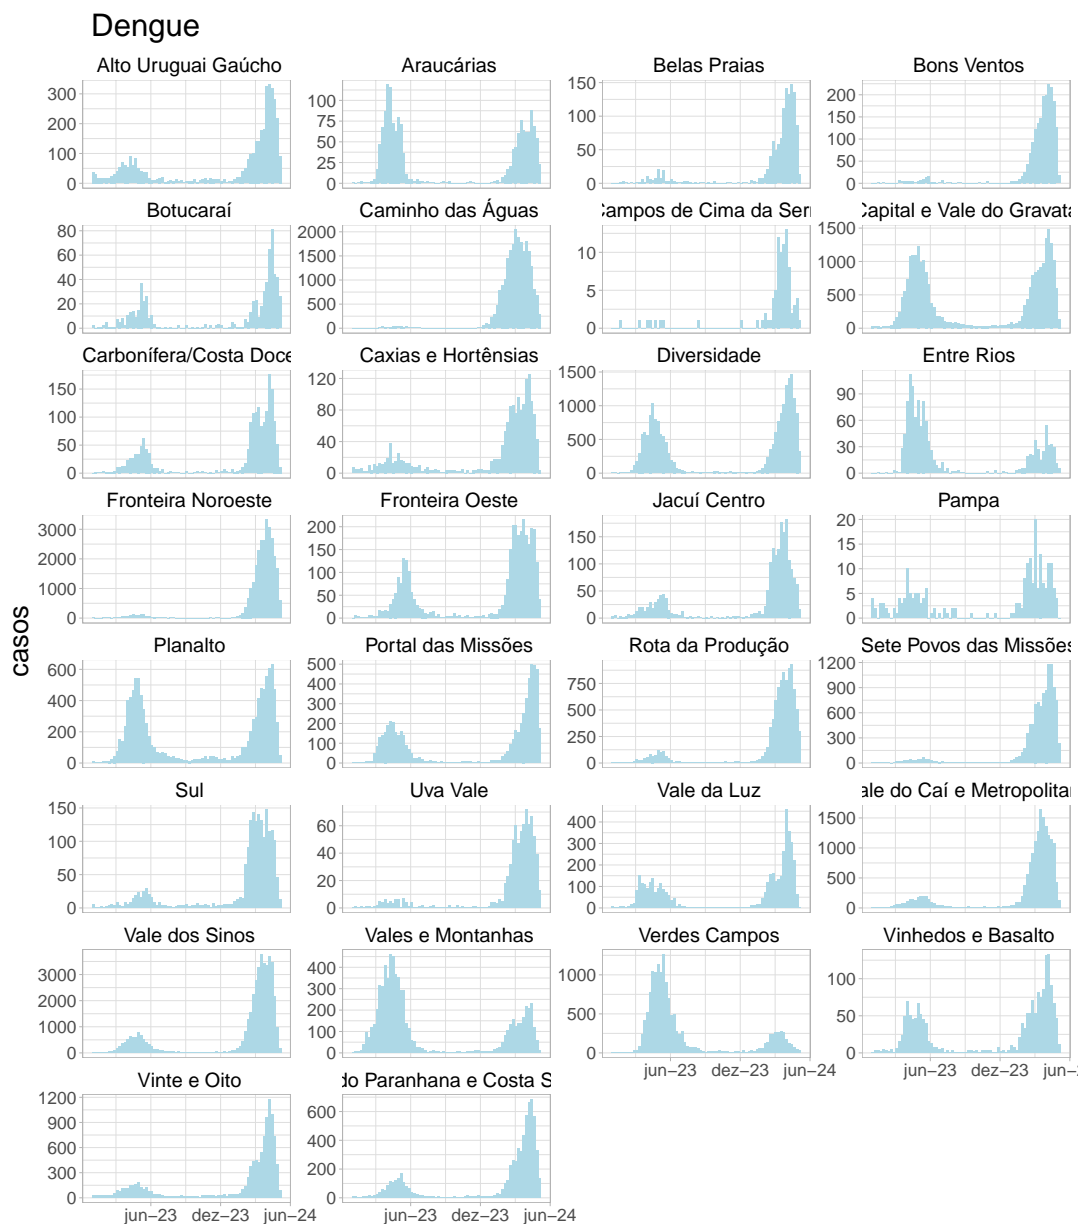 Dengue
Alto Uruguai Gaúcho Araucárias Belas Praias Bons Ventos
300 200 100 0
125 100 75 50 25 0
150 100 50 0
200 150 100 50 0
Botucaraí Caminho das Águas Campos de Cima da Serr Capital e Vale do Gravata
80 60 40 20 0
2000 1500 1000 500 0
10 5 0
1500 1000 500 0
Carbonífera/Costa Doce Caxias e Hortênsias Diversidade Entre Rios
150 100 50 0
120 80 40 0
1500 1000 500 0
90 60 30 0
Fronteira Noroeste Fronteira Oeste Jacuí Centro Pampa
3000 2000 1000 0
200 150 100 50 0
150 100 50 0
20 15 10 5 0
casos
Planalto Portal das Missões Rota da Produção Sete Povos das Missões
600 400 200 0
500 400 300 200 100 0
750 500 250 0
1200 900 600 300 0
Sul Uva Vale Vale da Luz ale do Caí e Metropolitan
150 100 50 0
60 40 20 0
400 300 200 100 0
1500 1000 500 0
Vale dos Sinos Vales e Montanhas Verdes Campos Vinhedos e Basalto
3000 2000 1000 0
400 300 200 100 0
1000 500 0
100 50 0
jun–23 dez–23 jun–24 jun–23 dez–23 jun–
Vinte e Oito do Paranhana e Costa S
1200 900 600 300 0
600 400 200 0
jun–23 dez–23 jun–24 jun–23 dez–23 jun–24